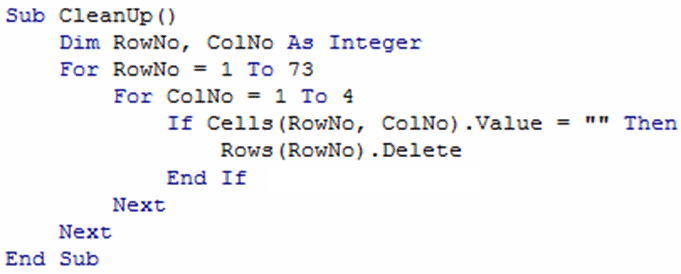 Sub CleanUp()
    Dim RowNo, ColNo As Integer
    For RowNo = 1 To 73
        For ColNo = 1 To 4
            If Cells(RowNo, ColNo).Value = "" Then
                Rows(RowNo).Delete
            End If
        Next
    Next
End Sub